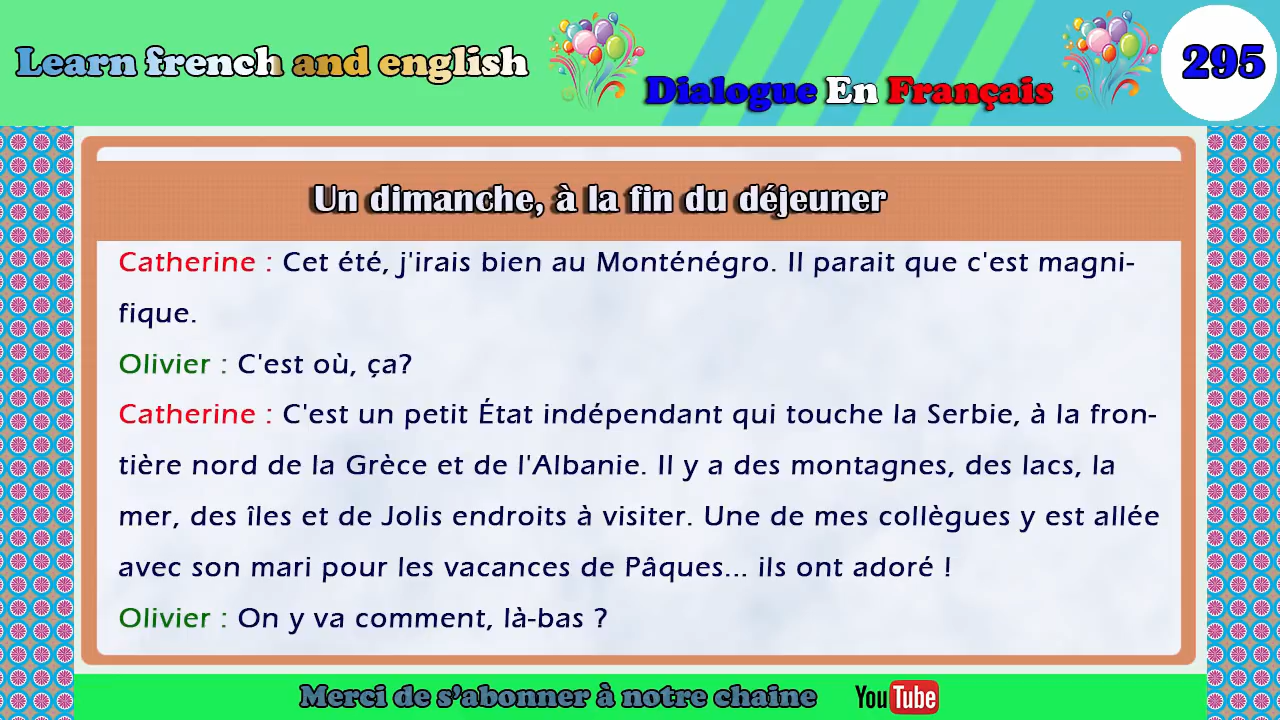 Learn french and english
Dialogue En Français
295
Un dimanche, à la fin du déjeuner
Catherine : Cet été, j'irais bien au Monténégro. Il parait que c'est magni-
fique.
Olivier : C'est où, ça?
Catherine : C'est un petit État indépendant qui touche la Serbie, à la fron-
tière nord de la Grèce et de l'Albanie. Il y a des montagnes, des lacs, la
mer, des îles et de Jolis endroits à visiter. Une de mes collègues y est allée
avec son mari pour les vacances de Pâques... ils ont adoré !
Olivier : On y va comment, là-bas ?
Merci de s'abonner à notre chaine
YouTube